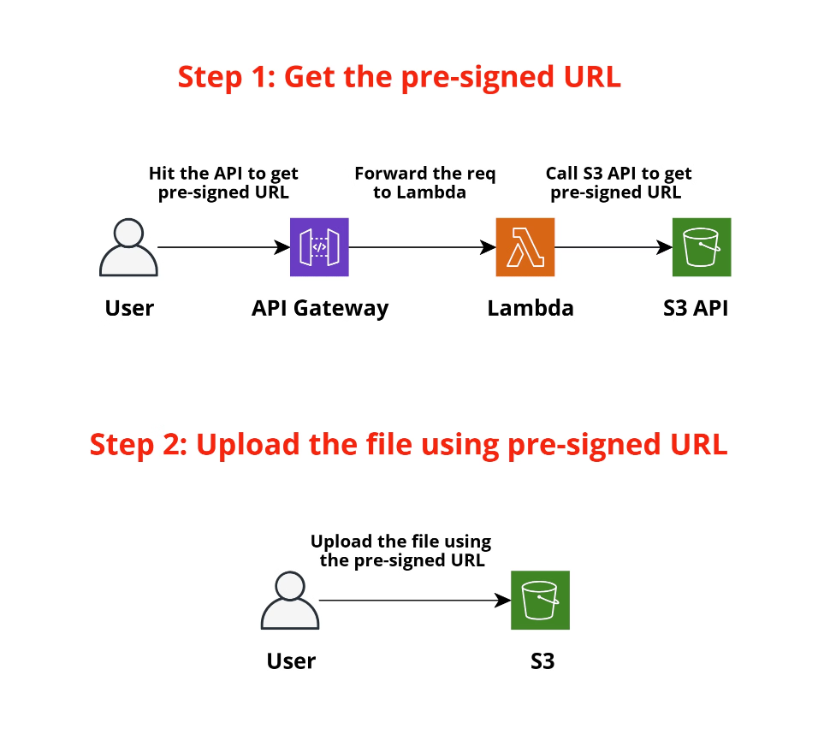 Step 1: Get the pre-signed URL
Hit the API to get
pre-signed URL
Forward the req
to Lambda
Call S3 API to get
pre-signed URL
User
API Gateway
Lambda
S3 API
Step 2: Upload the file using pre-signed URL
Upload the file using
the pre-signed URL
User
S3